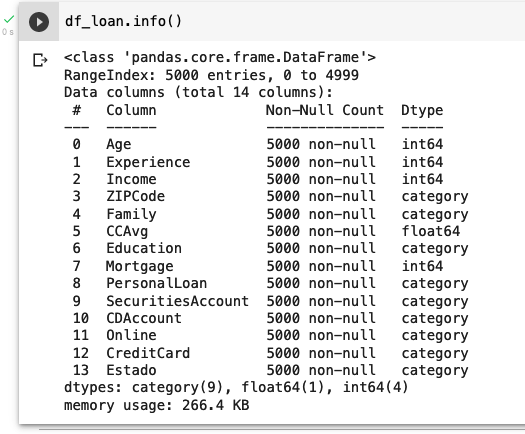 0 s
df_loan.info()
<class 'pandas.core.frame.DataFrame'>
RangeIndex: 5000 entries, 0 to 4999
Data columns (total 14 columns):
 #   Column             Non-Null Count  Dtype
---  ------             --------------  -----
 0   Age                5000 non-null   int64
 1   Experience         5000 non-null   int64
 2   Income             5000 non-null   int64
 3   ZIPCode            5000 non-null   category
 4   Family             5000 non-null   category
 5   CCAvg              5000 non-null   float64
 6   Education          5000 non-null   category
 7   Mortgage           5000 non-null   int64
 8   PersonalLoan       5000 non-null   category
 9   SecuritiesAccount  5000 non-null   category
 10  CDAccount          5000 non-null   category
 11  Online             5000 non-null   category
 12  CreditCard         5000 non-null   category
 13  Estado             5000 non-null   category
dtypes: category(9), float64(1), int64(4)
memory usage: 266.4 KB